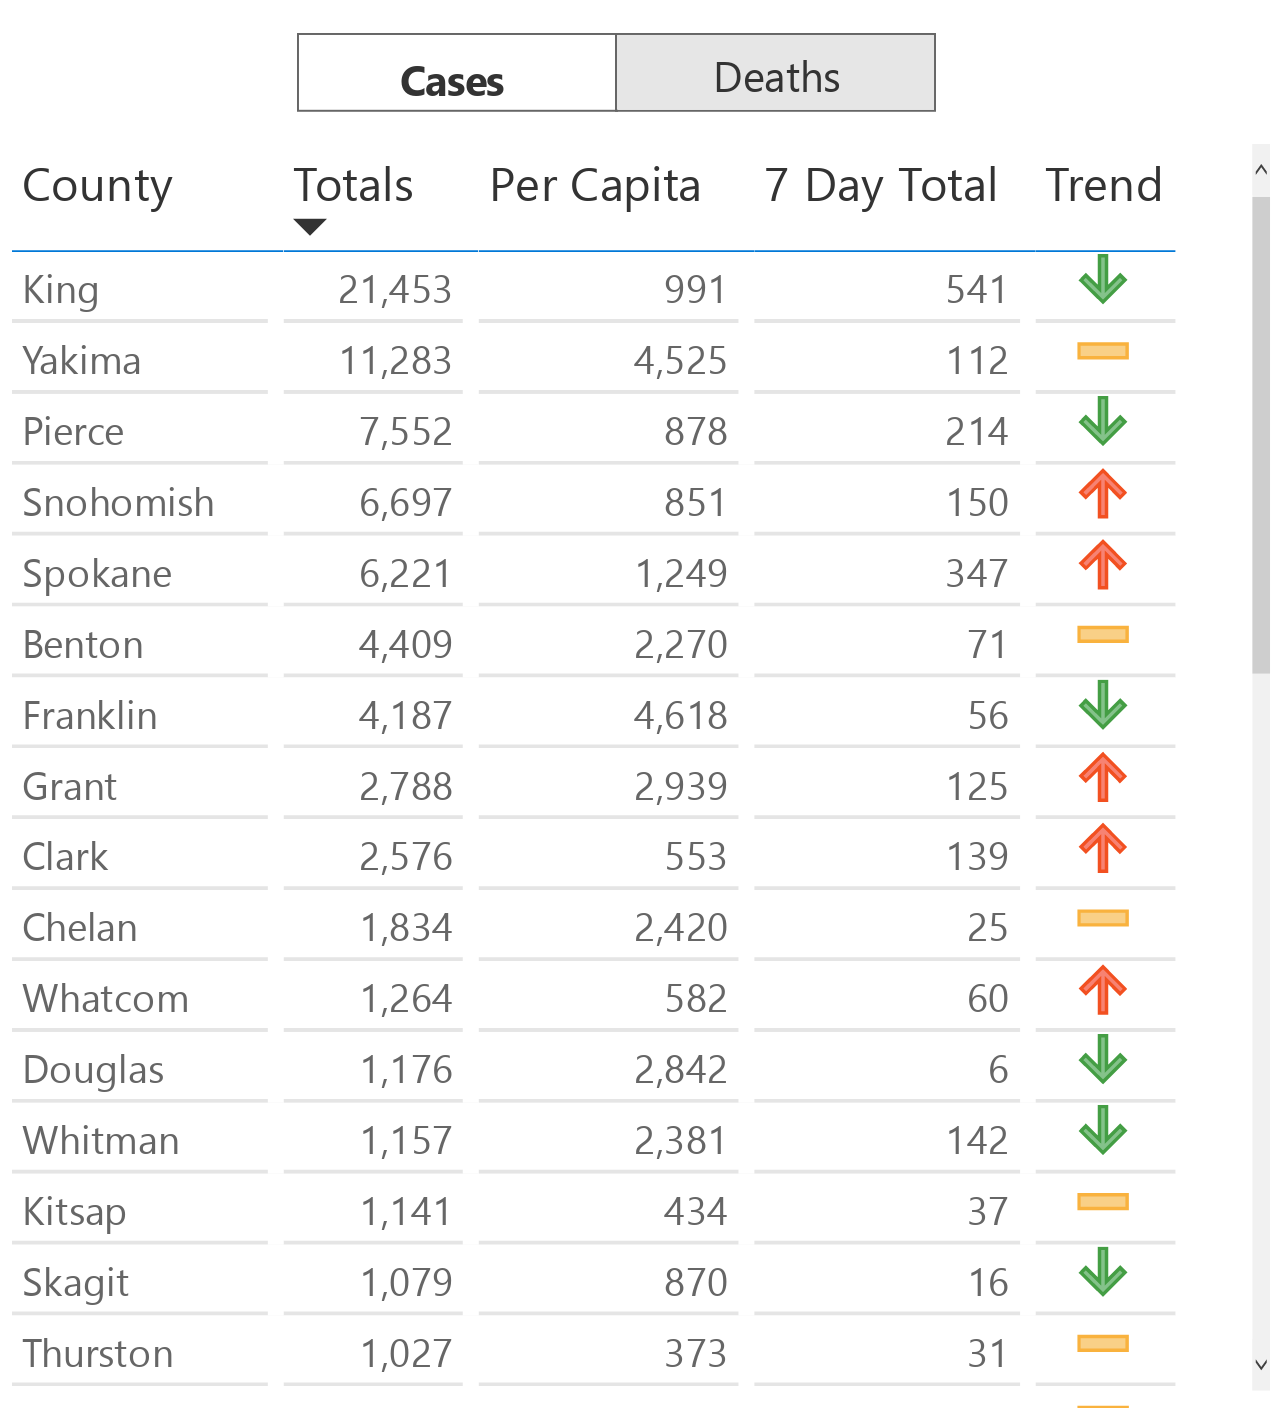 Cases Deaths
County Totals Per Capita 7 Day Total Trend
King 21,453 991 541
Yakima 11,283 4,525 112
Pierce 7,552 878 214
Snohomish 6,697 851 150
Spokane 6,221 1,249 347
Benton 4,409 2,270 71
Franklin 4,187 4,618 56
Grant 2,788 2,939 125
Clark 2,576 553 139
Chelan 1,834 2,420 25
Whatcom 1,264 582 60
Douglas 1,176 2,842 6
Whitman 1,157 2,381 142
Kitsap 1,141 434 37
Skagit 1,079 870 16
Thurston 1,027 373 31